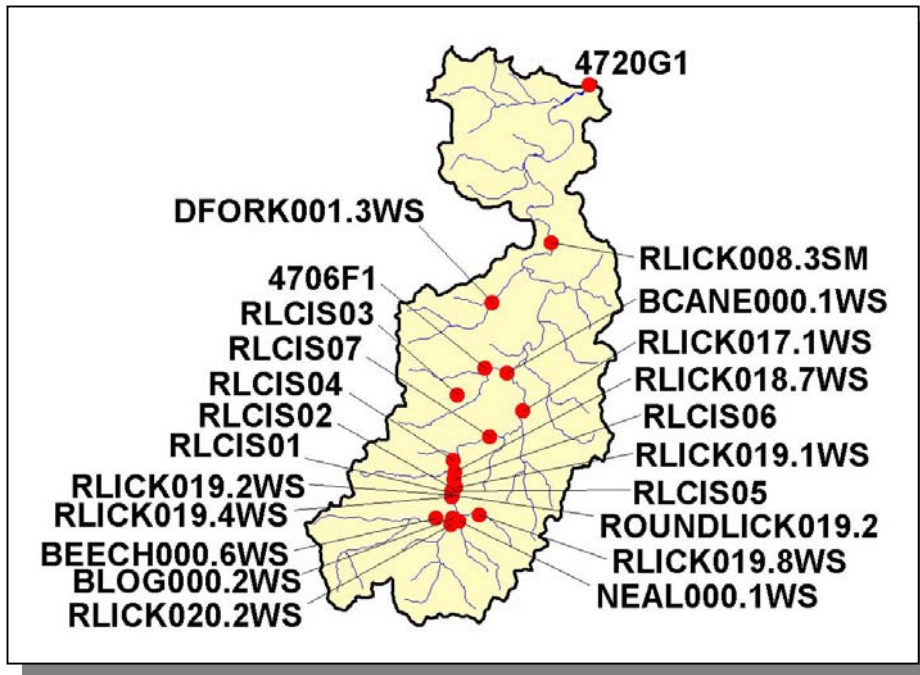 4720G1
DFORK001.3WS
RLICK008.3SM
4706F1
BCANE000.1WS
RLCIS03
RLICK017.1WS
RLCIS07
RLICK018.7WS
RLCIS04
RLCIS06
RLCIS02
RLCIS01
RLICK019.1WS
RLICK019.2WS
RLCIS05
RLICK019.4WS
ROUNDLICK019.2
BEECH000.6WS
RLICK019.8WS
BLOG000.2WS
NEAL000.1WS
RLICK020.2WS